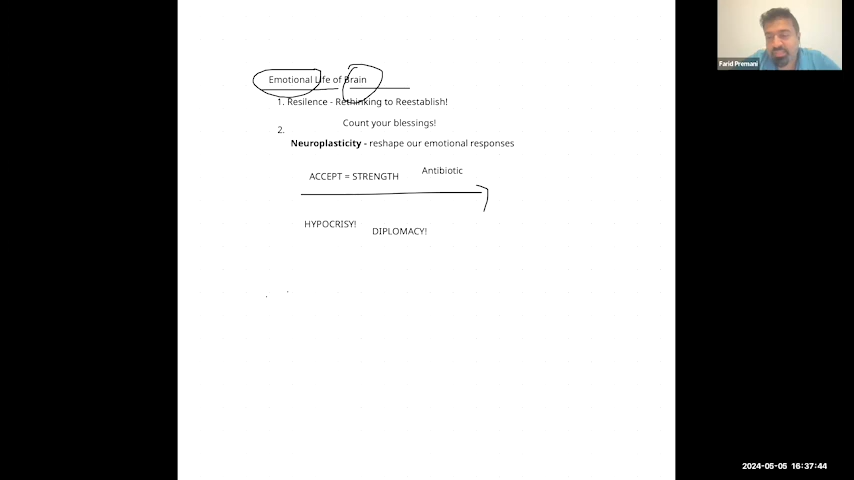 Emotional Life of Brain
1. Resilence - Rethinking to Reestablish!
Count your blessings!
2.
Neuroplasticity - reshape our emotional responses
ACCEPT = STRENGTH
Antibiotic
HYPOCRISY!
DIPLOMACY!
Farid Premani
2024-05-05 16:37:44